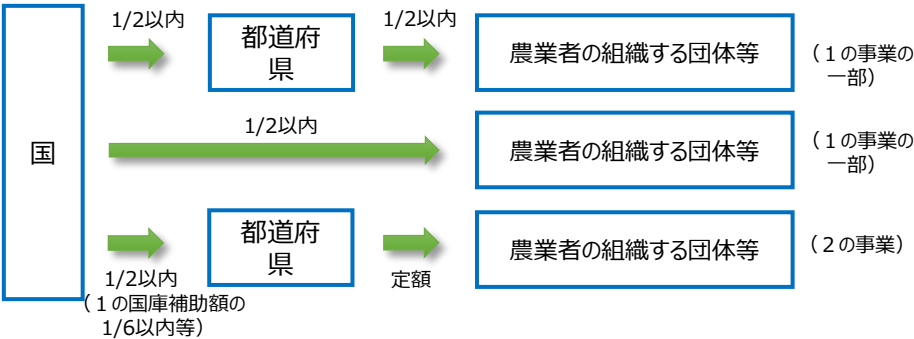 国
1/2以内
都道府
県
1/2以内
農業者の組織する団体等
（１の事業の
一部）
1/2以内
農業者の組織する団体等
（１の事業の
一部）
1/2以内
（１の国庫補助額の
1/6以内等）
都道府
県
定額
農業者の組織する団体等
（２の事業）